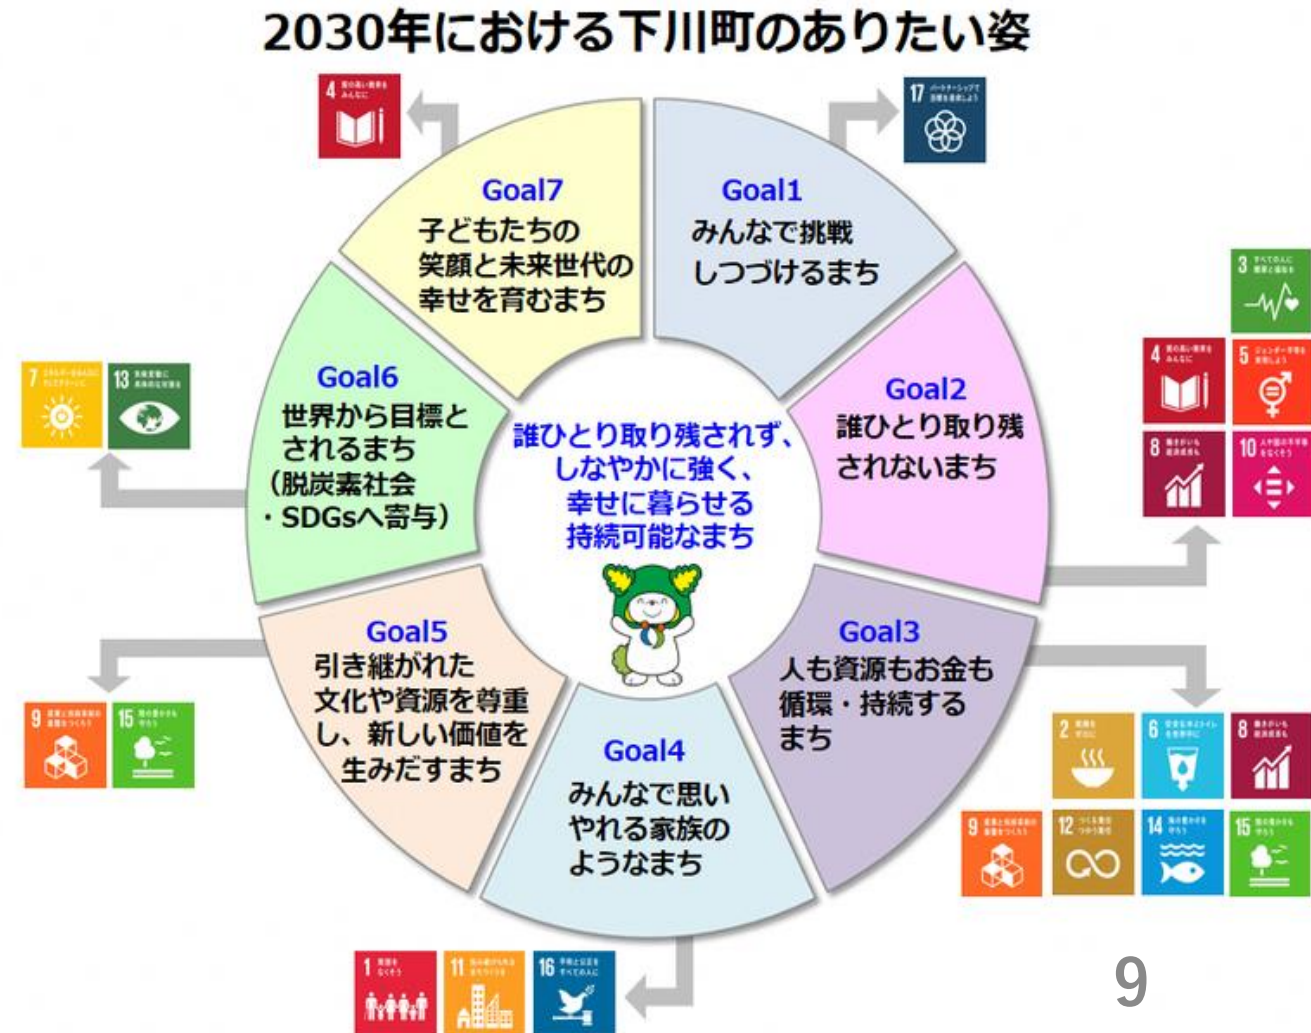 2030年における下川町のありたい姿
4
17
Goal7
子どもたちの
笑顔と未来世代の
幸せを育むまち
Goal1
みんなで挑戦
しつづけるまち
3
4
5
8
10
Goal2
誰ひとり取り残
されないまち
7
13
Goal6
世界から目標と
されるまち
(脱炭素社会
・SDGsへ寄与)
誰ひとり取り残されず、
しなやかに強く、
幸せに暮らせる
持続可能なまち
Goal3
人も資源もお金も
循環・持続する
まち
Goal5
引き継がれた
文化や資源を尊重
し、新しい価値を
生みだすまち
9
15
Goal4
みんなで思い
やれる家族の
ようなまち
2
6
8
9
12
14
15
1
11
16
9